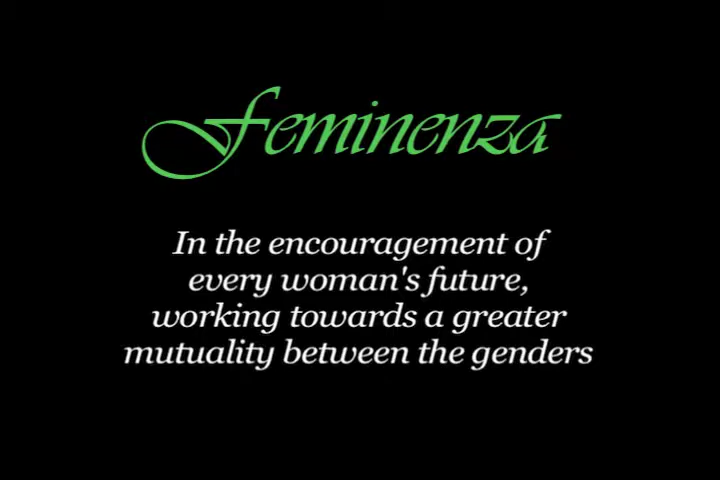 Feminenza
In the encouragement of
every woman's future,
working towards a greater
mutuality between the genders